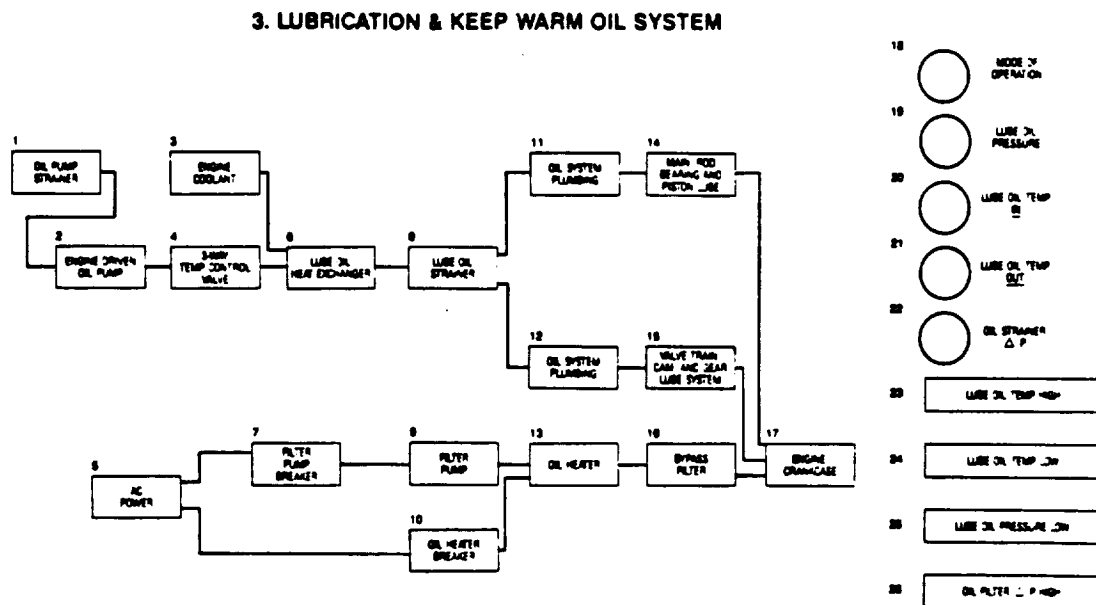 3. LUBRICATION & KEEP WARM OIL SYSTEM
1
OIL PUMP
STRAINER
3
ENGINE
COOLANT
11
OIL SYSTEM
PLUMBING
14
MAIN ROD
BEARING AND
PISTON LUBE
2
ENGINE DRIVEN
OIL PUMP
4
3-WAY
TEMP CONTROL
VALVE
6
LUBE OIL
HEAT EXCHANGER
LUBE OIL
STRAINER
12
OIL SYSTEM
PLUMBING
15
VALVE TRAIN
CAM AND GEAR
LUBE SYSTEM
5
AC
POWER
7
FILTER
PUMP
BREAKER
9
FILTER
PUMP
13
OIL HEATER
16
BYPASS
FILTER
17
ENGINE
CRANKCASE
10
OIL HEATER
BREAKER
18
MODE OF
OPERATION
19
LUBE OIL
PRESSURE
20
LUBE OIL TEMP
IN
21
LUBE OIL TEMP
OUT
22
OIL STRAINER
△ P
23
LUBE OIL TEMP HIGH
24
LUBE OIL TEMP LOW
25
LUBE OIL PRESSURE LOW
26
OIL FILTER △ P HIGH